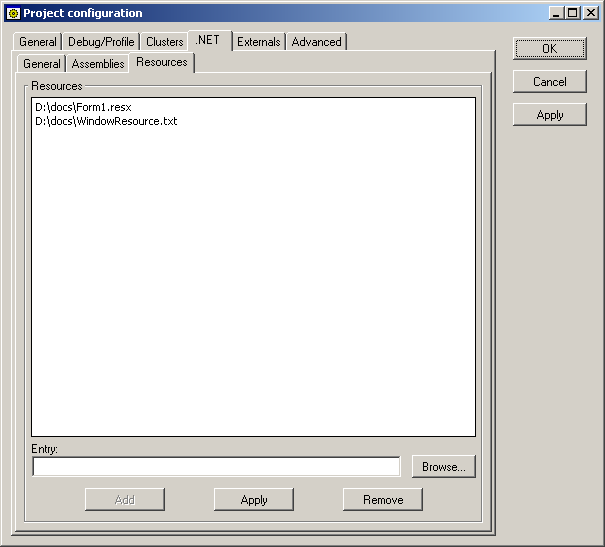 Project configuration
General Debug/Profile Clusters .NET Externals Advanced
OK
General Assemblies Resources
Cancel
Resources
Apply
D:\docs\Form1.resx
D:\docs\WindowResource.txt
Entry:
Browse...
Add Apply Remove